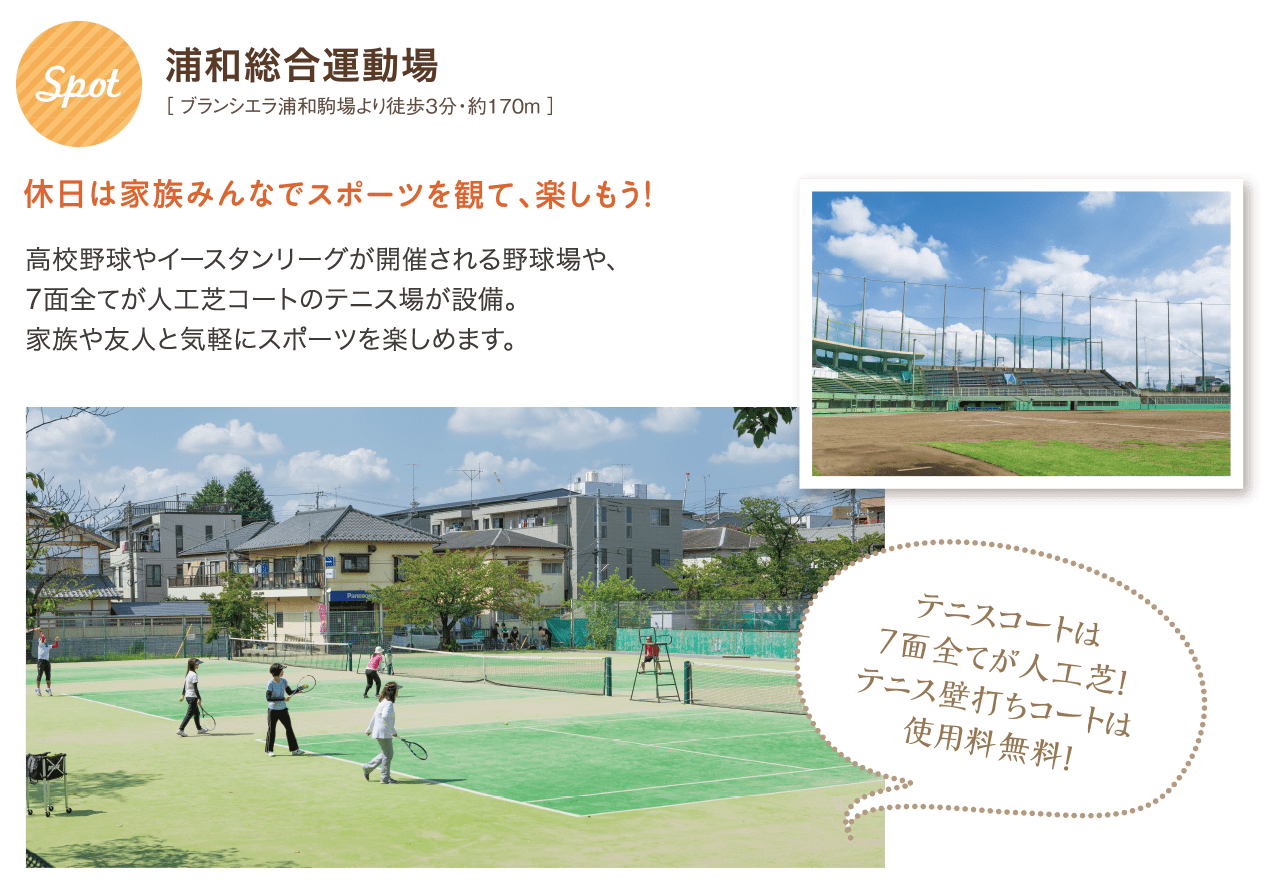 Spot
浦和総合運動場
[ ブランシエラ浦和駒場より徒歩3分・約170m ]
休日は家族みんなでスポーツを観て、楽しもう!
高校野球やイースタンリーグが開催される野球場や、
7面全てが人工芝コートのテニス場が設備。
家族や友人と気軽にスポーツを楽しめます。
テニスコートは
7面全てが人工芝!
テニス壁打ちコートは
使用料無料!